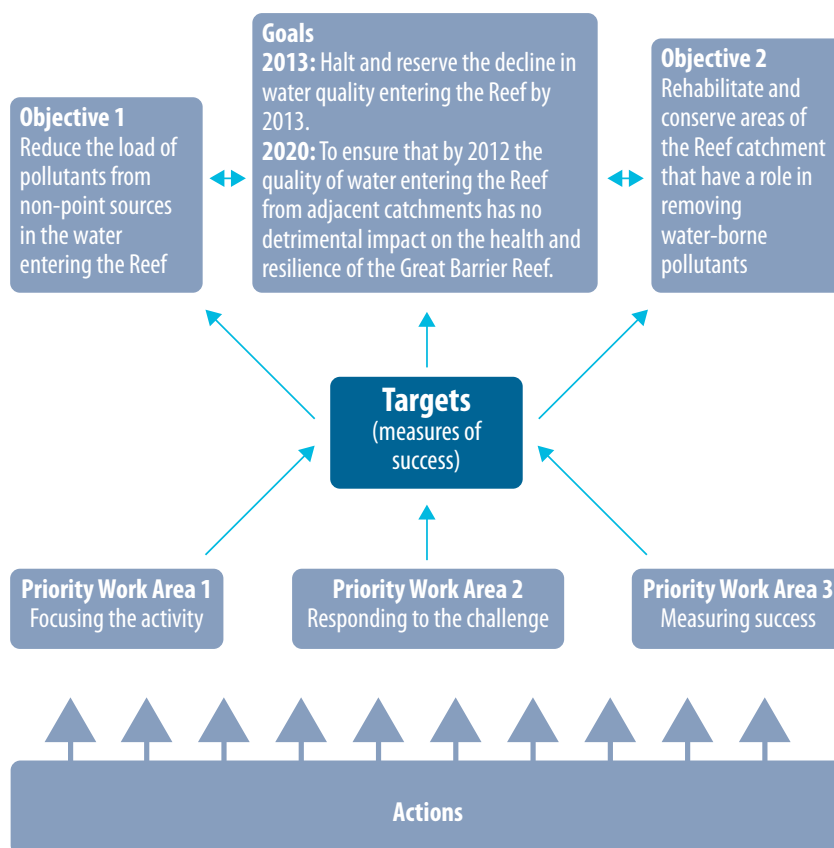 Goals
2013: Halt and reserve the decline in
water quality entering the Reef by
2013.
2020: To ensure that by 2012 the
quality of water entering the Reef
from adjacent catchments has no
detrimental impact on the health and
resilience of the Great Barrier Reef.
Objective 1
Reduce the load of
pollutants from
non-point sources
in the water
entering the Reef
Objective 2
Rehabilitate and
conserve areas of
the Reef catchment
that have a role in
removing
water-borne
pollutants
Targets
(measures of
success)
Priority Work Area 1
Focusing the activity
Priority Work Area 2
Responding to the challenge
Priority Work Area 3
Measuring success
Actions